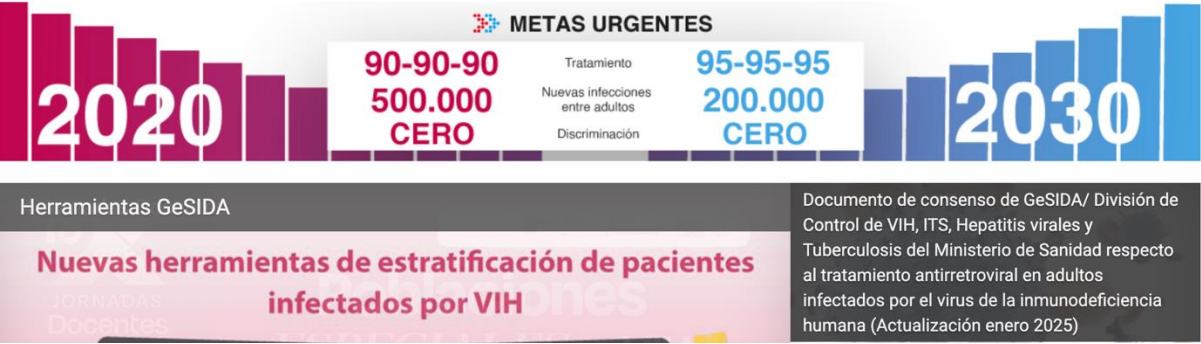 METAS URGENTES
2020
90-90-90 Tratamiento 95-95-95
500.000 Nuevas infecciones entre adultos 200.000
CERO Discriminación CERO
2030
Herramientas GeSIDA
Nuevas herramientas de estratificación de pacientes
infectados por VIH
JORNADAS
Docentes
Poblaciones
ESPECIALES
Documento de consenso de GeSIDA/ División de
Control de VIH, ITS, Hepatitis virales y
Tuberculosis del Ministerio de Sanidad respecto
al tratamiento antirretroviral en adultos
infectados por el virus de la inmunodeficiencia
humana (Actualización enero 2025)